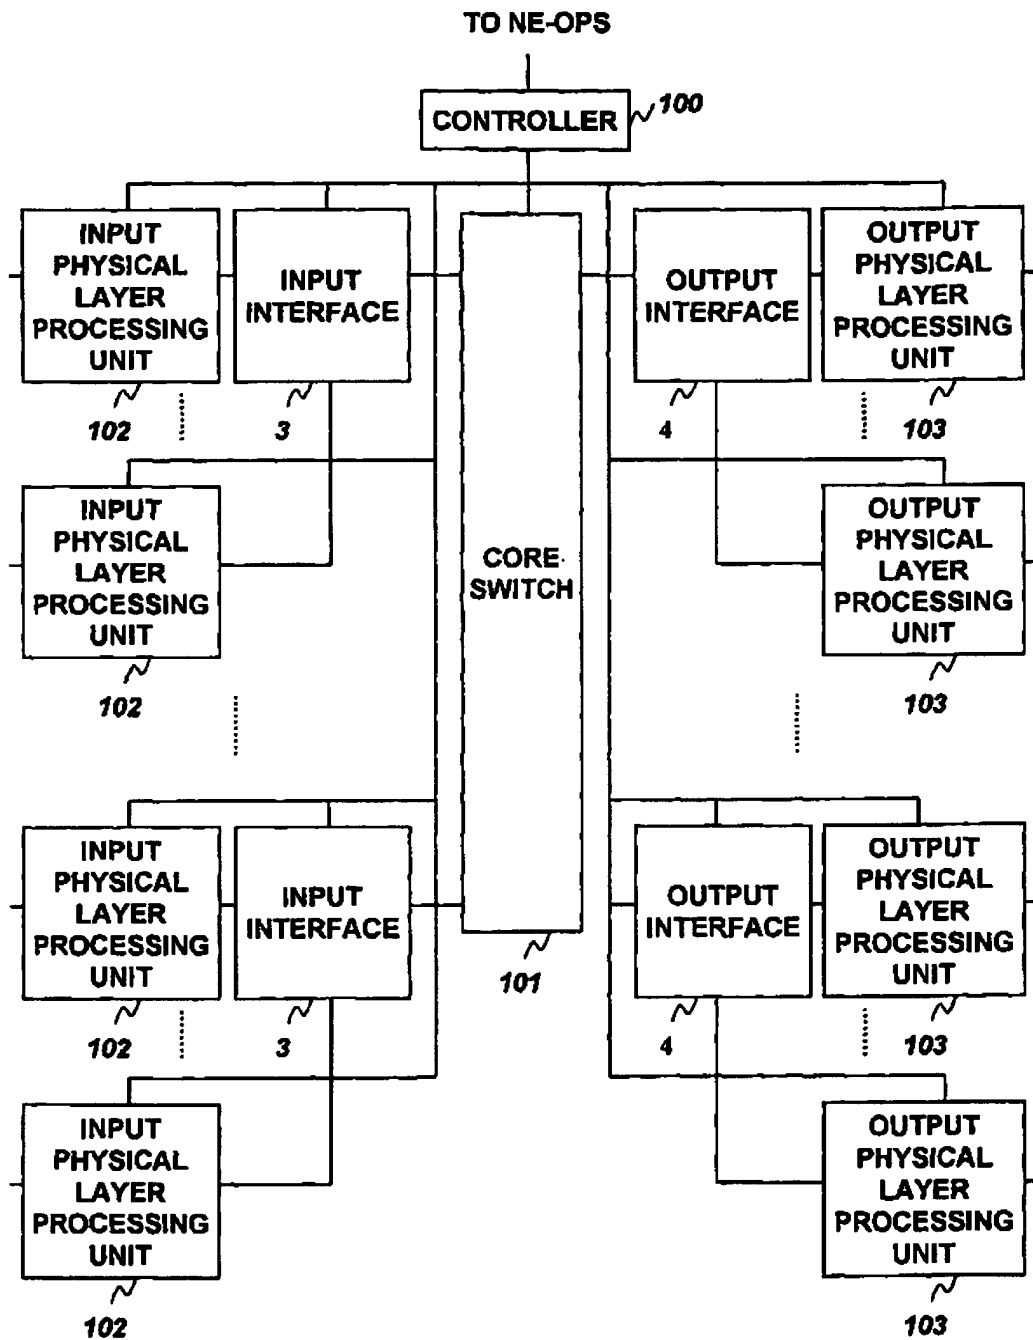 TO NE-OPS
CONTROLLER
100
INPUT
PHYSICAL
LAYER
PROCESSING
UNIT
102
INPUT
INTERFACE
3
OUTPUT
INTERFACE
4
OUTPUT
PHYSICAL
LAYER
PROCESSING
UNIT
103
INPUT
PHYSICAL
LAYER
PROCESSING
UNIT
102
CORE
SWITCH
101
OUTPUT
PHYSICAL
LAYER
PROCESSING
UNIT
103
INPUT
PHYSICAL
LAYER
PROCESSING
UNIT
102
INPUT
INTERFACE
3
OUTPUT
INTERFACE
4
OUTPUT
PHYSICAL
LAYER
PROCESSING
UNIT
103
INPUT
PHYSICAL
LAYER
PROCESSING
UNIT
102
OUTPUT
PHYSICAL
LAYER
PROCESSING
UNIT
103